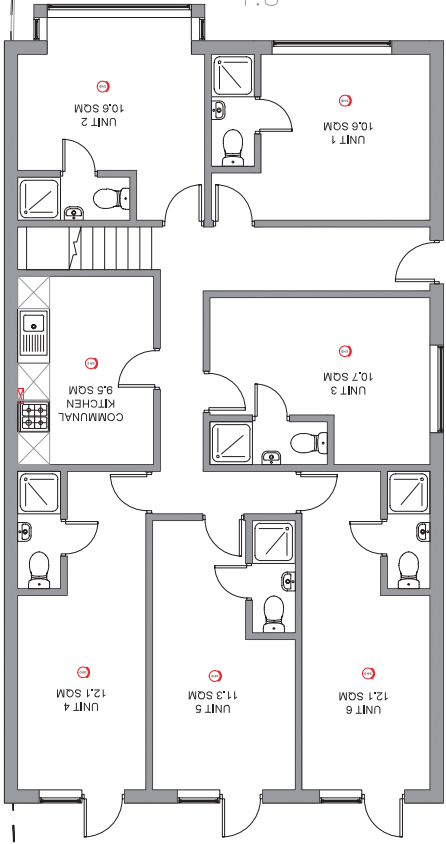 UNIT 6
12.1 SQM
UNIT 5
11.3 SQM
UNIT 4
12.1 SQM
UNIT 3
10.7 SQM
COMMUNAL
KITCHEN
9.5 SQM
UNIT 1
10.6 SQM
UNIT 2
10.6 SQM